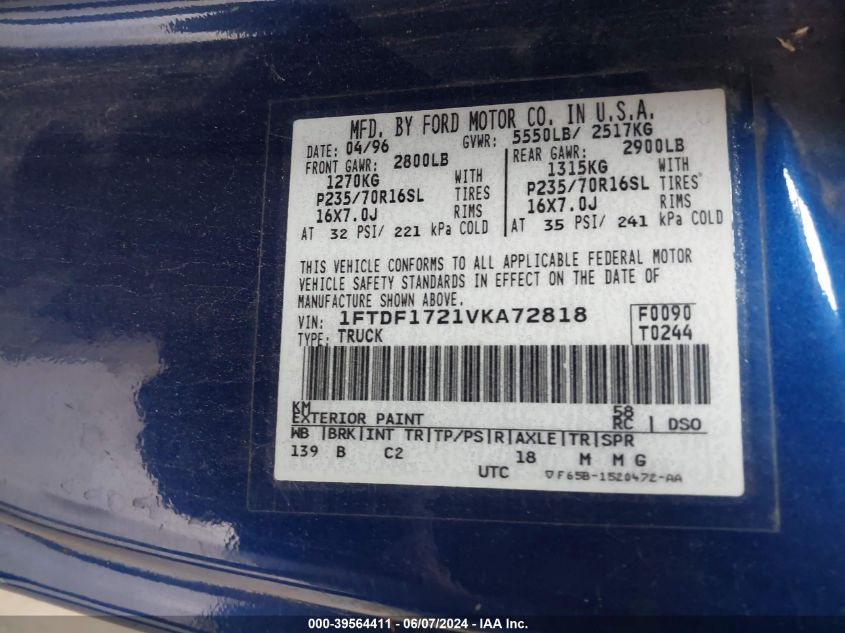 MFD. BY FORD MOTOR CO. IN U.S.A.
DATE: 04/96 GVWR: 5550LB/ 2517KG
FRONT GAWR: 2800LB REAR GAWR: 2900LB
1270KG WITH 1315KG WITH
P235/70R16SL TIRES P235/70R16SL TIRES
16X7.0J RIMS 16X7.0J RIMS
AT 32 PSI/ 221 kPa COLD AT 35 PSI/ 241 kPa COLD
THIS VEHICLE CONFORMS TO ALL APPLICABLE FEDERAL MOTOR
VEHICLE SAFETY STANDARDS IN EFFECT ON THE DATE OF
MANUFACTURE SHOWN ABOVE.
VIN: 1FTDF1721VKA72818 F0090
TYPE: TRUCK T0244
KM 58
EXTERIOR PAINT RC | DSO
WB |BRK|INT TR|TP/PS|R|AXLE|TR|SPR
139 B C2 18 M M G
UTC ▽F65B-1520472-AA
000-39564411 - 06/07/2024 - IAA Inc.